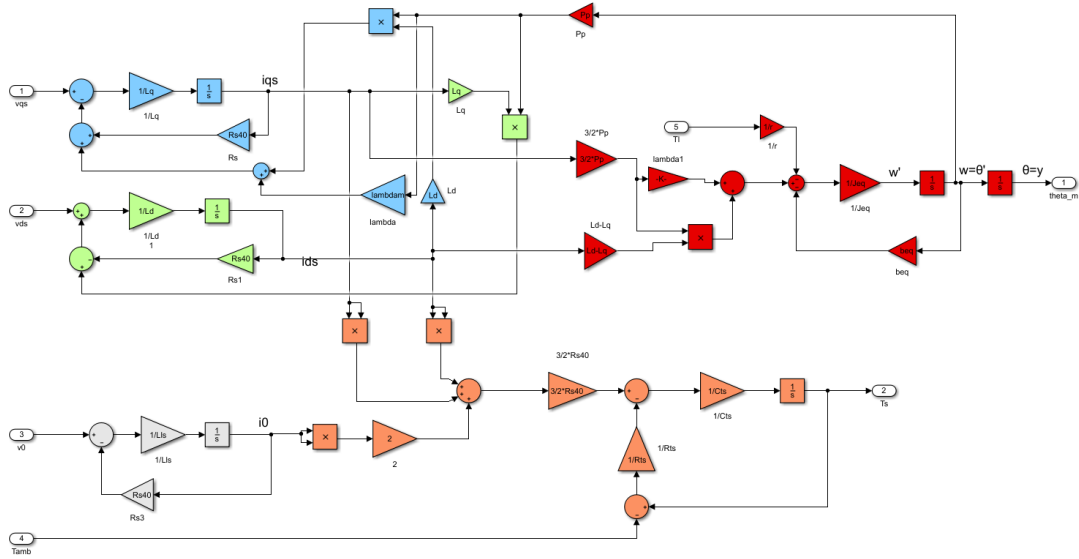 ×
Pp
Pp
1
vqs
1/Lq
1/Lq
1
s
iqs
Lq
Lq
×
Rs40
Rs
3/2*Pp
3/2*Pp
5
Tl
1/r
1/r
lambda1
-K-
lambdam
lambda
Ld
Ld
1/Jeq
1/Jeq
w'
1
s
w=θ'
1
s
θ=y
1
theta_m
2
vds
1/Ld
1/Ld
1
1
s
Rs40
Rs1
ids
Ld-Lq
Ld-Lq
×
beq
beq
×
×
3/2*Rs40
3/2*Rs40
1/Cts
1/Cts
1
s
2
Ts
3
v0
1/Lls
1/Lls
1
s
i0
×
2
2
1/Rts
1/Rts
Rs40
Rs3
4
Tamb